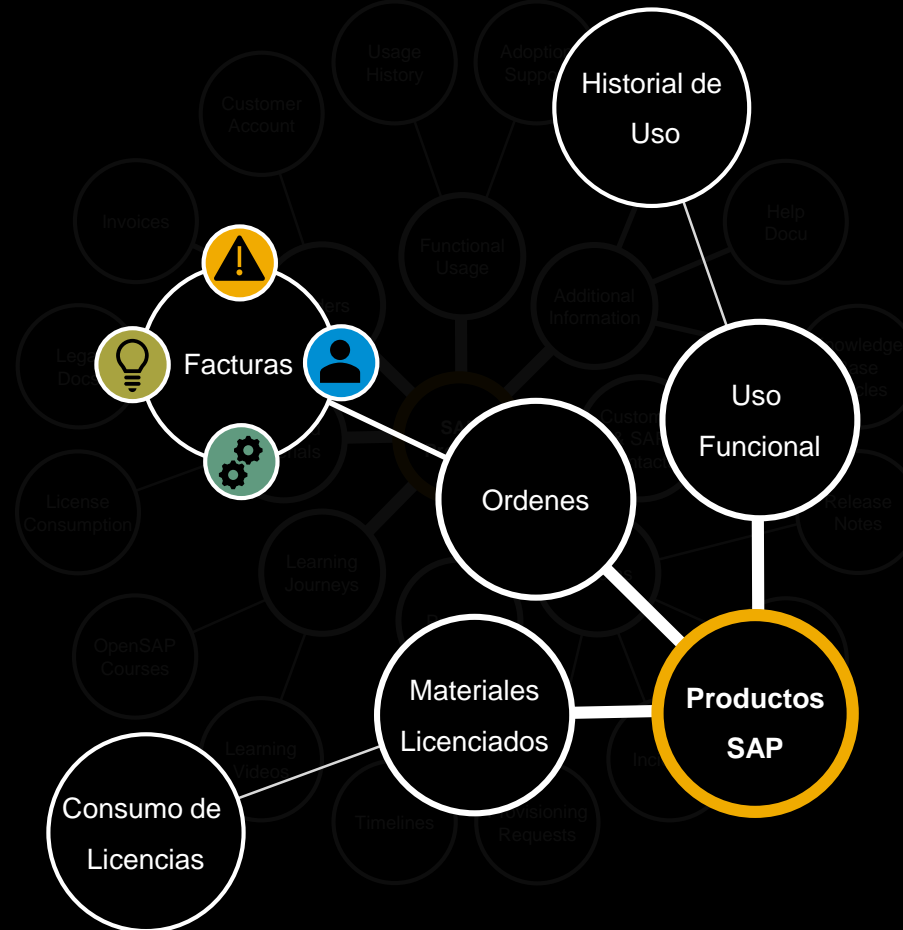 Usage
History
Customer
Account
Historial de
Uso
Invoices
Functional
Usage
Help
Docu
Additional
Information
Facturas
Uso
Funcional
Ordenes
License
Consumption
Release
Notes
Learning
Journeys
OpenSAP
Courses
Materiales
Licenciados
Productos
SAP
Learning
Videos
Consumo de
Licencias
Timelines
Requests